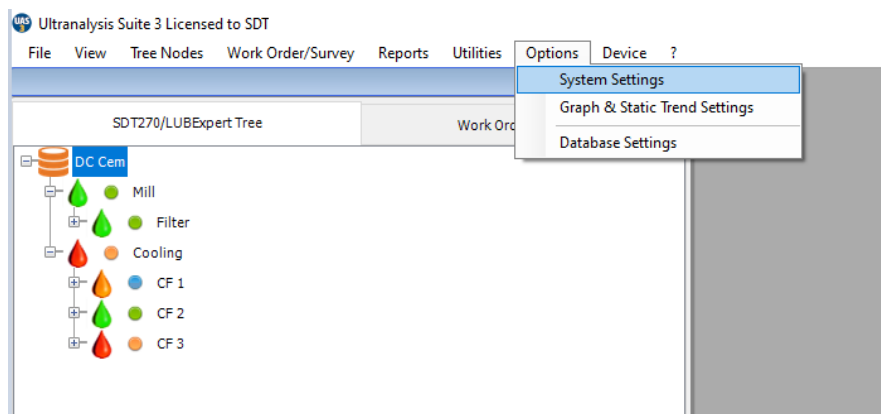 Ultranalysis Suite 3 Licensed to SDT
File View Tree Nodes Work Order/Survey Reports Utilities Options Device ?
System Settings
Graph & Static Trend Settings
Database Settings
SDT270/LUBExpert Tree
Work Ord
DC Cem
Mill
Filter
Cooling
CF 1
CF 2
CF 3